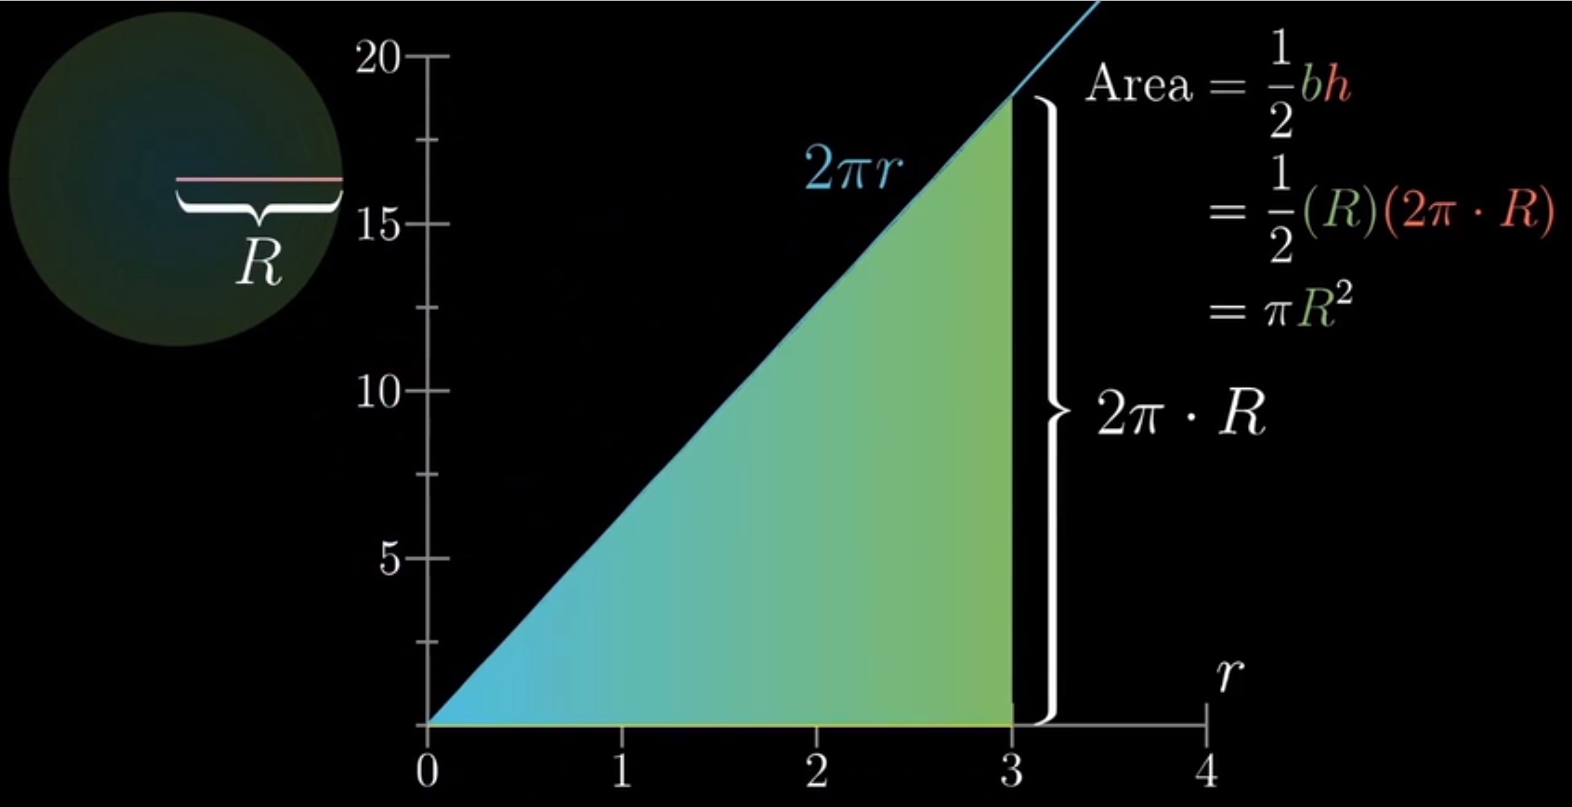 R
20
15
10
5
0 1 2 3 4
r
2πr
2π · R
Area = 1/2 bh
= 1/2 (R)(2π · R)
= πR²